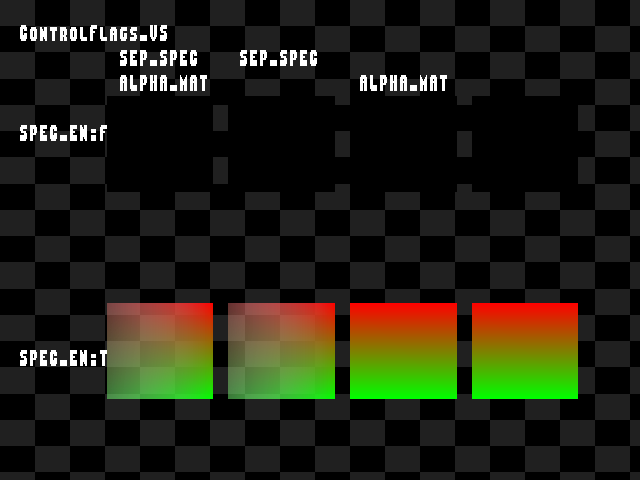 ControlFlags_VS
SEP_SPEC SEP_SPEC
ALPHA_MAT ALPHA_MAT
SPEC_EN:F
SPEC_EN:T